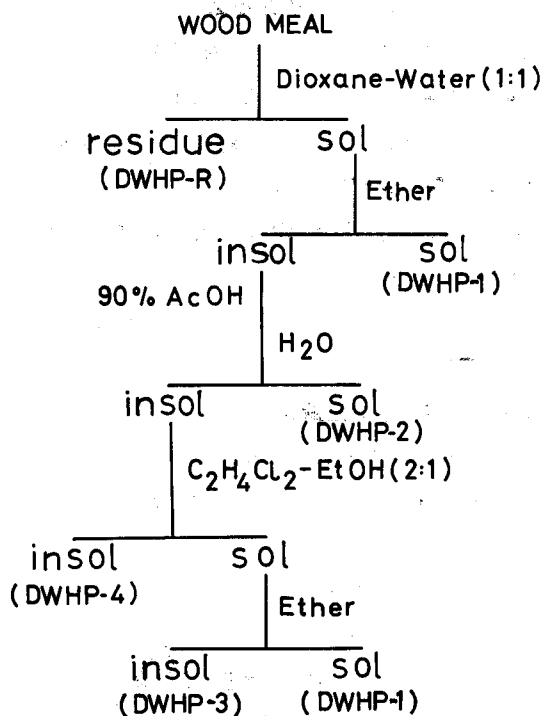 WOOD MEAL
Dioxane-Water (1:1)
residue sol
(DWHP-R)
Ether
insol sol
(DWHP-1)
90% AcOH
H₂O
insol sol
(DWHP-2)
C₂H₄Cl₂-EtOH (2:1)
insol sol
(DWHP-4)
Ether
insol sol
(DWHP-3) (DWHP-1)